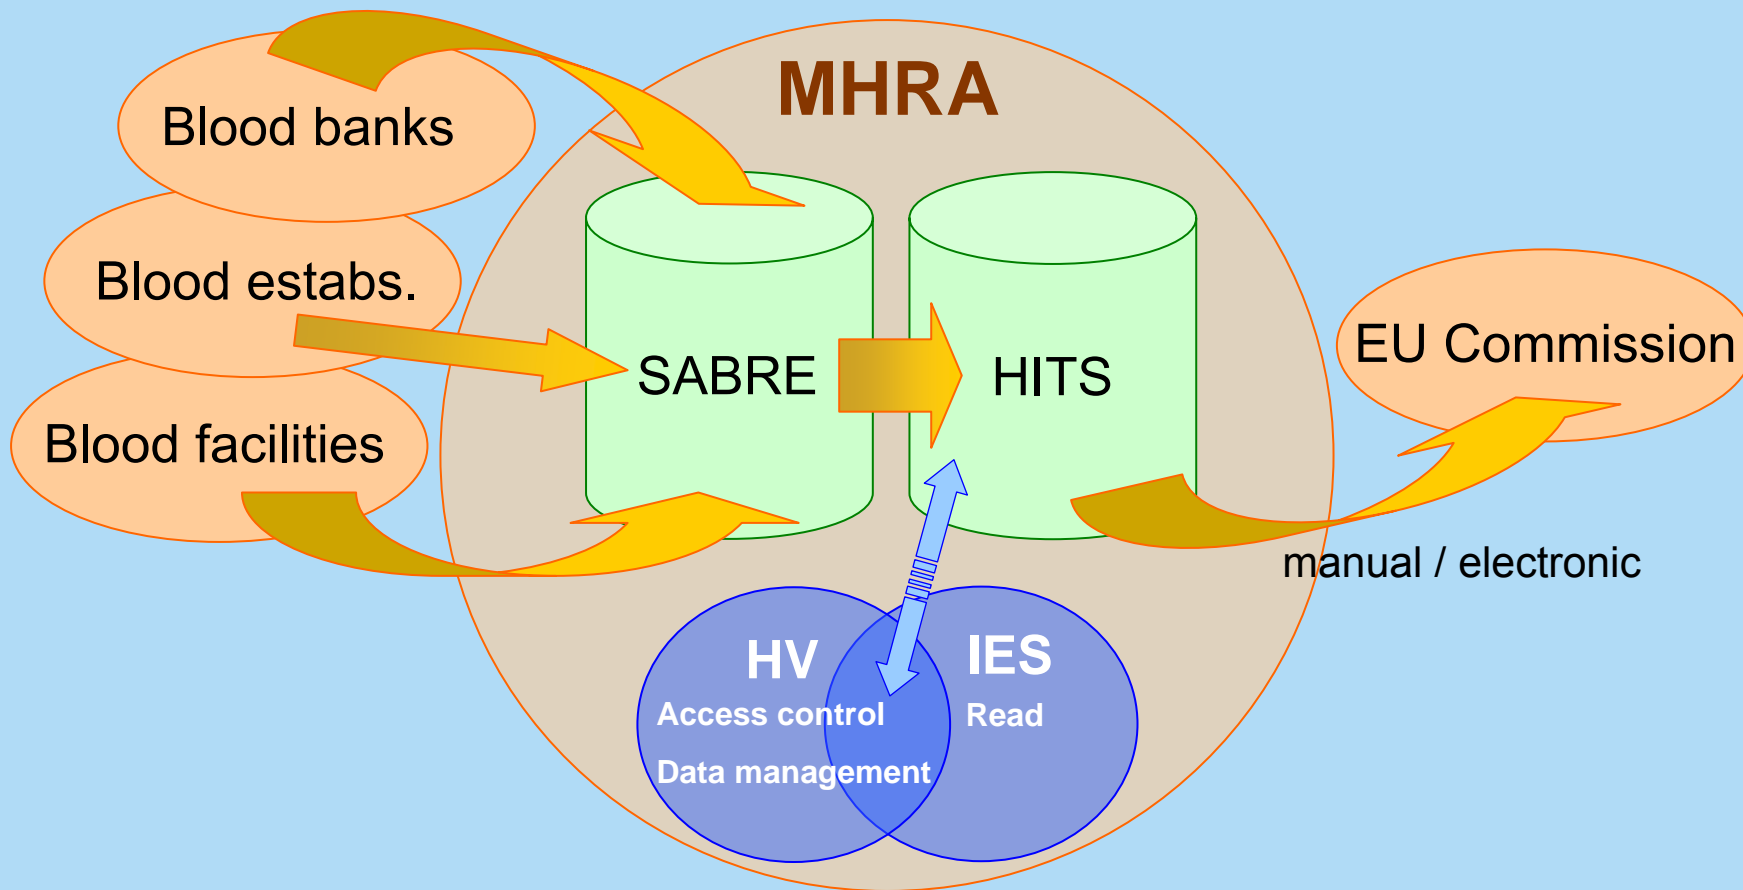 MHRA
Blood banks
Blood estabs.
Blood facilities
SABRE
HITS
EU Commission
manual / electronic
HV
Access control
Data management
IES
Read